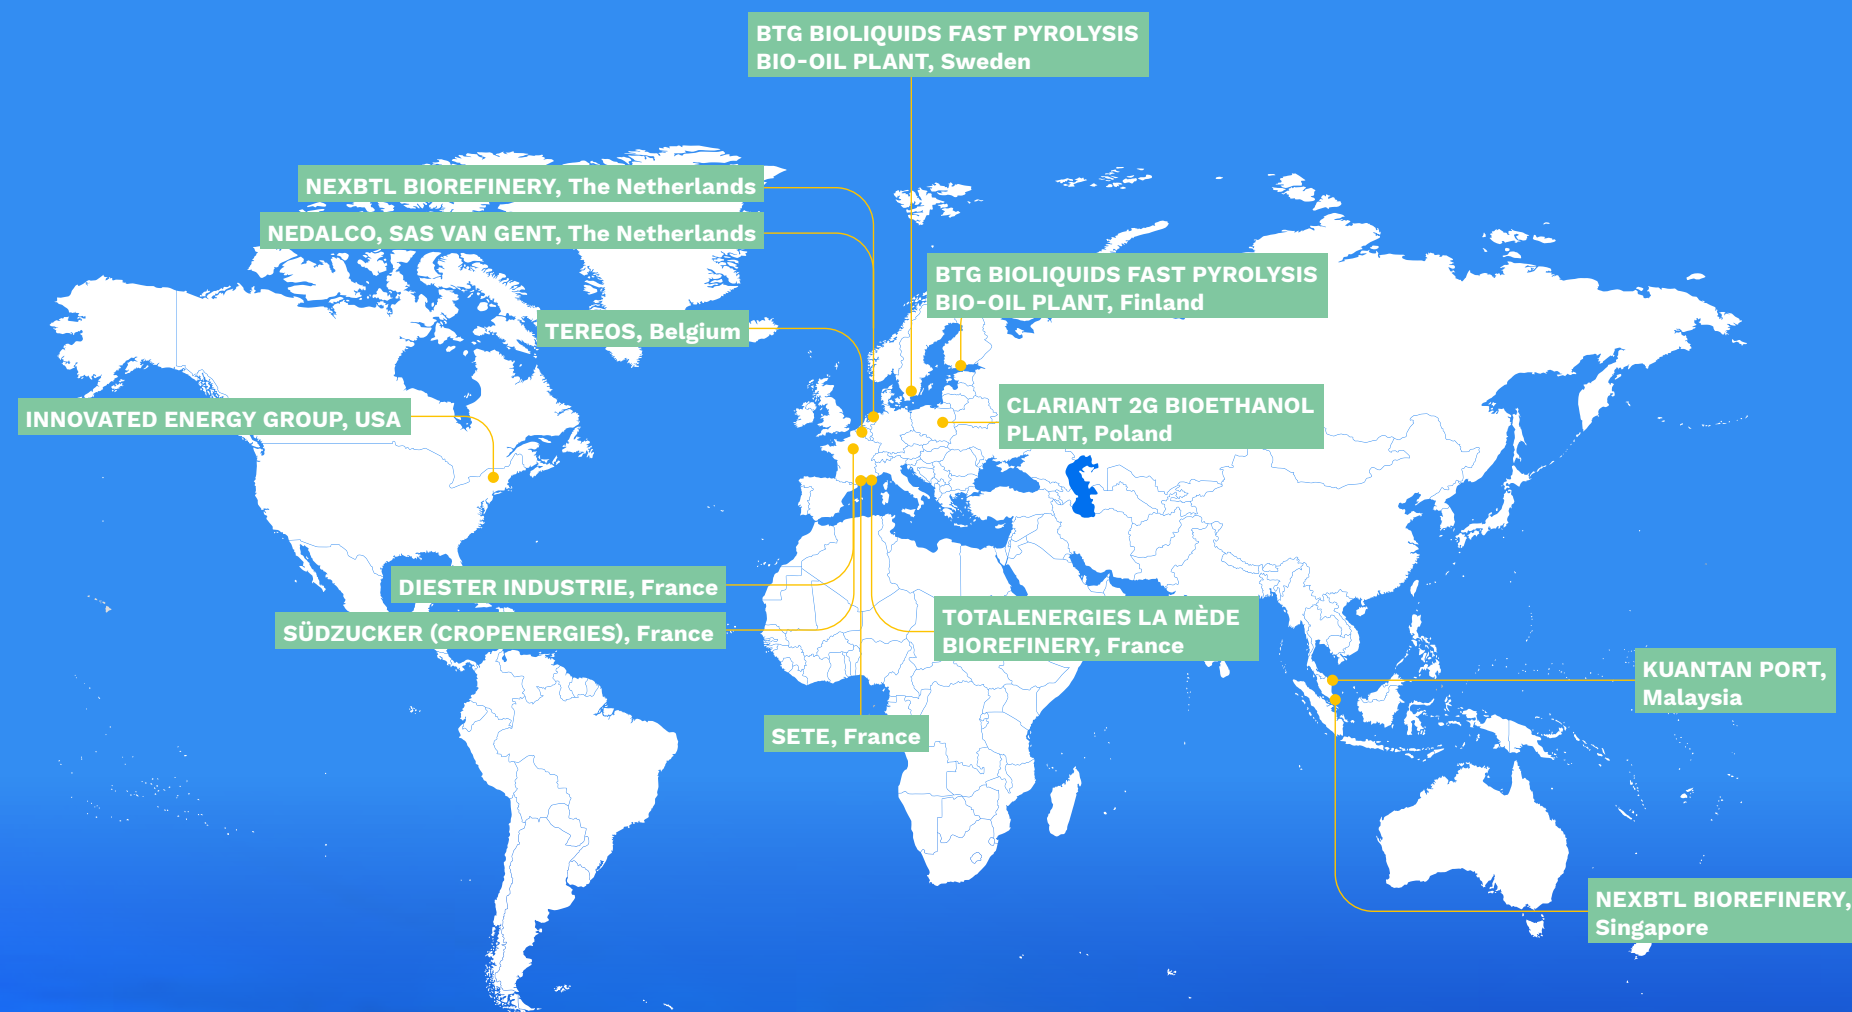 BTG BIOLIQUIDS FAST PYROLYSIS
BIO-OIL PLANT, Sweden
NEXBTL BIOREFINERY, The Netherlands
NEDALCO, SAS VAN GENT, The Netherlands
BTG BIOLIQUIDS FAST PYROLYSIS
BIO-OIL PLANT, Finland
TEREOS, Belgium
CLARIANT 2G BIOETHANOL
PLANT, Poland
INNOVATED ENERGY GROUP, USA
DIESTER INDUSTRIE, France
SÜDZUCKER (CROPENERGIES), France
TOTALENERGIES LA MÈDE
BIOREFINERY, France
KUANTAN PORT,
Malaysia
SETE, France
NEXBTL BIOREFINERY,
Singapore